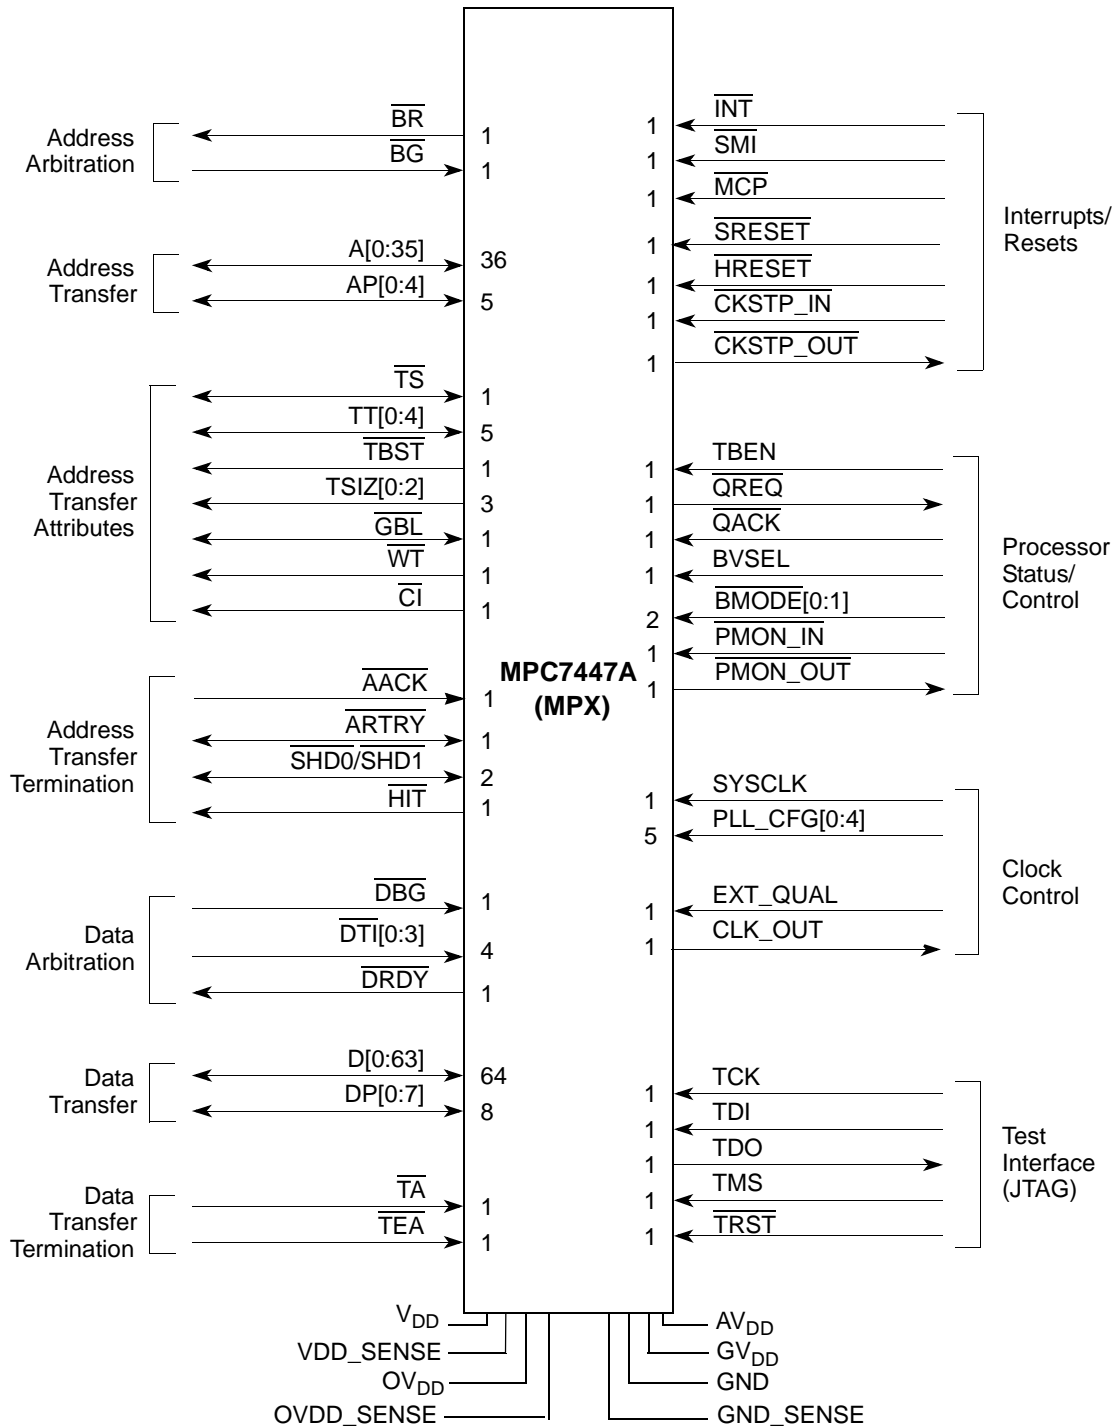 Address
Arbitration
BR
1
BG
1
Address
Transfer
A[0:35]
36
AP[0:4]
5
Address
Transfer
Attributes
TS
1
TT[0:4]
5
TBST
1
TSIZ[0:2]
3
GBL
1
WT
1
CI
1
Address
Transfer
Termination
AACK
1
ARTRY
1
SHD0/SHD1
2
HIT
1
Data
Arbitration
DBG
1
DTI[0:3]
4
DRDY
1
Data
Transfer
D[0:63]
64
DP[0:7]
8
Data
Transfer
Termination
TA
1
TEA
1
MPC7447A
(MPX)
1
INT
1
SMI
1
MCP
1
SRESET
1
HRESET
1
CKSTP_IN
1
CKSTP_OUT
Interrupts/
Resets
1
TBEN
1
QREQ
1
QACK
1
BVSEL
2
BMODE[0:1]
1
PMON_IN
1
PMON_OUT
Processor
Status/
Control
1
SYSCLK
5
PLL_CFG[0:4]
1
EXT_QUAL
1
CLK_OUT
Clock
Control
1
TCK
1
TDI
1
TDO
1
TMS
1
TRST
Test
Interface
(JTAG)
VDD
VDD_SENSE
OVDD
OVDD_SENSE
AVDD
GVDD
GND
GND_SENSE